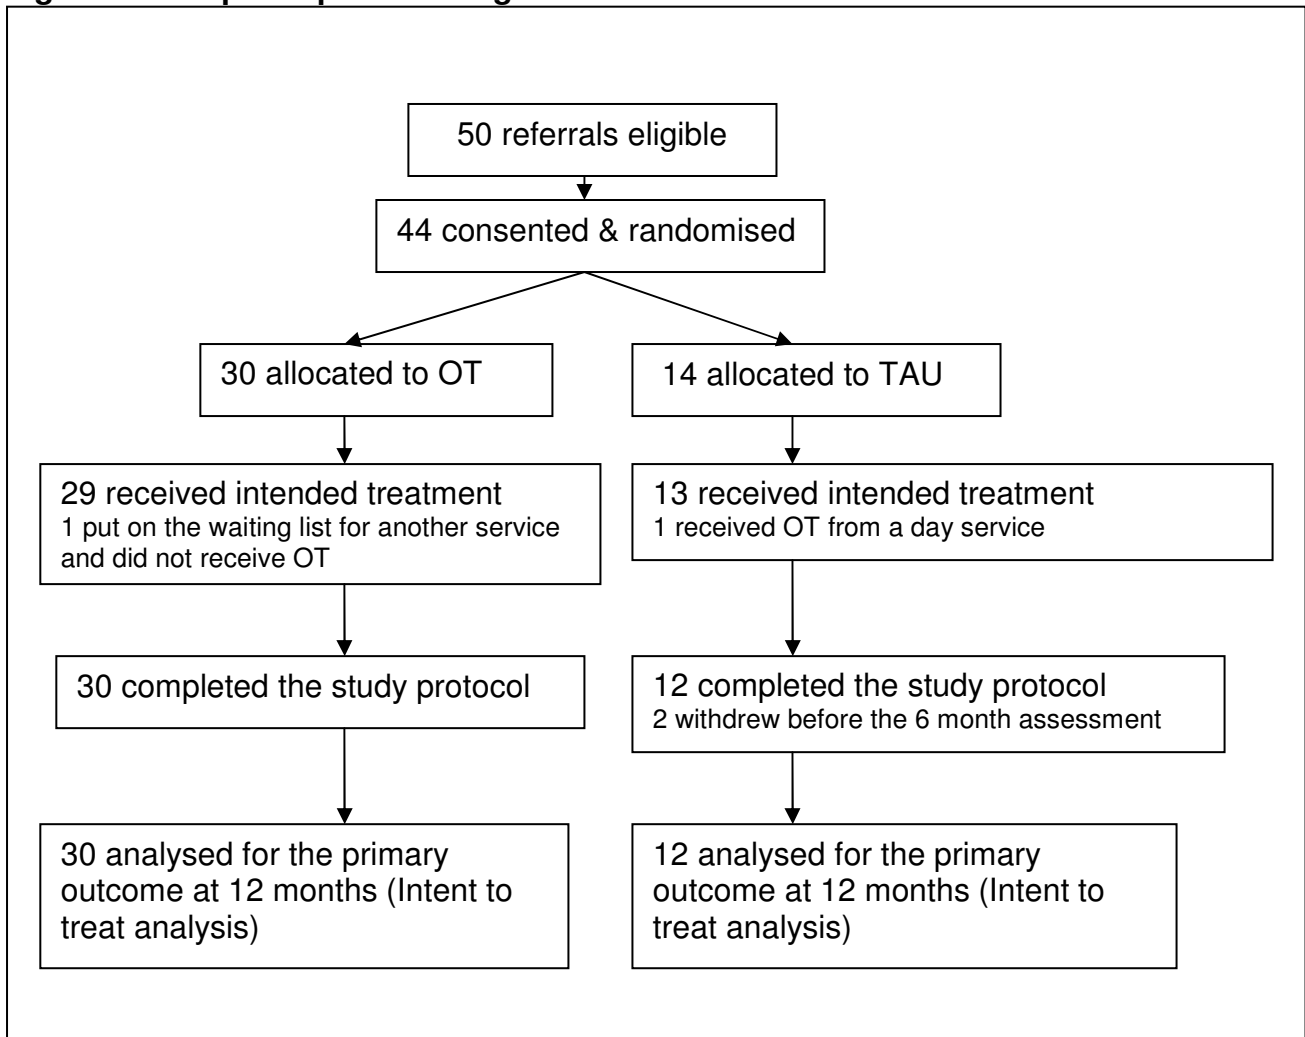 50 referrals eligible
44 consented & randomised
30 allocated to OT
14 allocated to TAU
29 received intended treatment
1 put on the waiting list for another service
and did not receive OT
13 received intended treatment
1 received OT from a day service
30 completed the study protocol
12 completed the study protocol
2 withdrew before the 6 month assessment
30 analysed for the primary
outcome at 12 months (Intent to
treat analysis)
12 analysed for the primary
outcome at 12 months (Intent to
treat analysis)